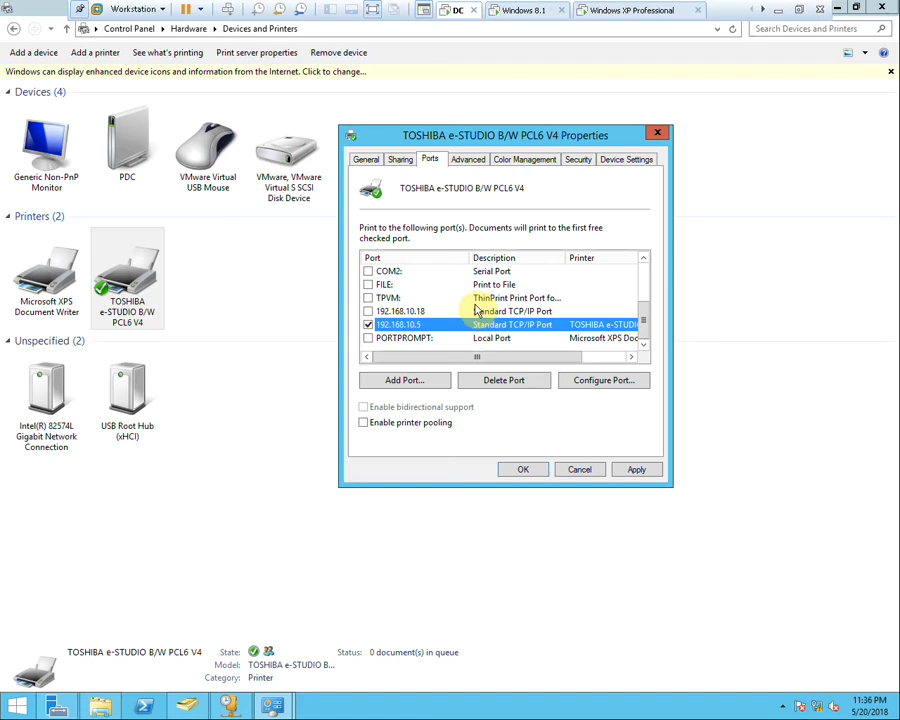 Workstation
DC
Windows 8.1
Windows XP Professional
Control Panel
Hardware
Devices and Printers
Search Devices and Printers
Add a device
Add a printer
See what's printing
Print server properties
Remove device
Windows can display enhanced device icons and information from the Internet. Click to change...
Devices (4)
Generic Non-PnP
Monitor
PDC
VMware Virtual
USB Mouse
VMware, VMware
Virtual S SCSI
Disk Device
Printers (2)
Microsoft XPS
Document Writer
TOSHIBA
e-STUDIO B/W
PCL6 V4
Unspecified (2)
Intel(R) 82574L
Gigabit Network
Connection
USB Root Hub
(xHCI)
TOSHIBA e-STUDIO B/W PCL6 V4 Properties
General
Sharing
Ports
Advanced
Color Management
Security
Device Settings
TOSHIBA e-STUDIO B/W PCL6 V4
Print to the following port(s). Documents will print to the first free
checked port.
Port Description Printer
COM2: Serial Port
FILE: Print to File
TPVM: ThinPrint Print Port fo...
192.168.10.18 Standard TCP/IP Port
192.168.10.5 Standard TCP/IP Port TOSHIBA e-STUDI
PORTPROMPT: Local Port Microsoft XPS Doc
Add Port...
Delete Port
Configure Port...
Enable bidirectional support
Enable printer pooling
OK
Cancel
Apply
TOSHIBA e-STUDIO B/W PCL6 V4
State:
Status: 0 document(s) in queue
Model: TOSHIBA e-STUDIO B...
Category: Printer
11:36 PM
5/20/2018